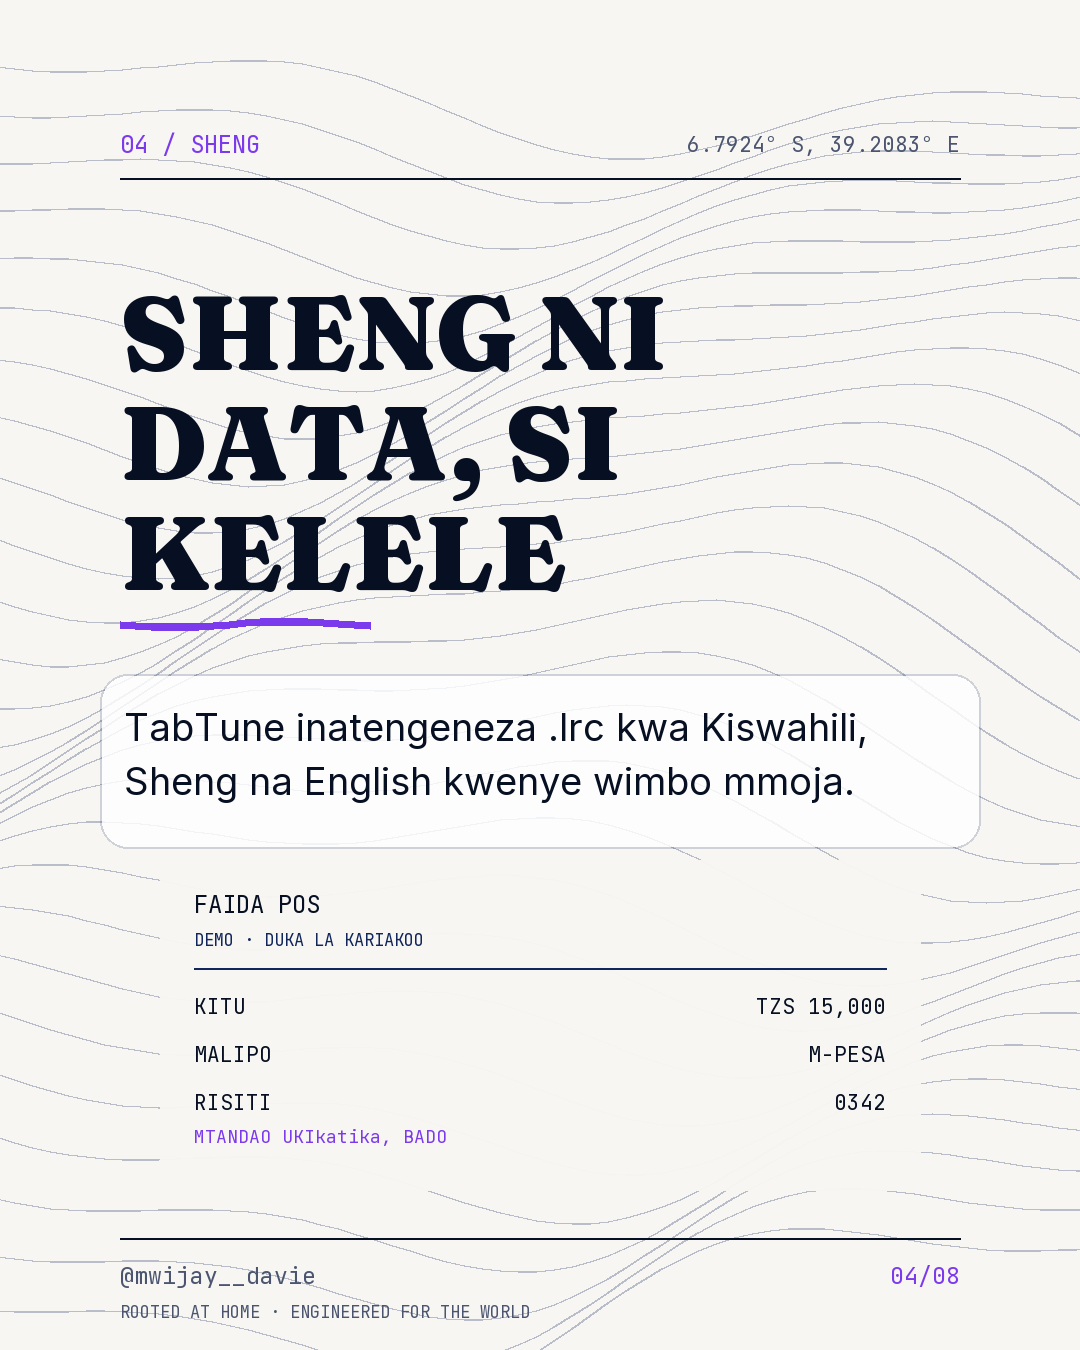 04 / SHENG
6.7924° S, 39.2083° E
SHENG NI
DATA, SI
KELELE
TabTune inatengeneza .lrc kwa Kiswahili,
Sheng na English kwenye wimbo mmoja.
FAIDA POS
DEMO · DUKA LA KARIAKOO
KITU TZS 15,000
MALIPO M-PESA
RISITI 0342
MTANDAO UKIkatika, BADO
@mwijay__davie
04/08
ROOTED AT HOME · ENGINEERED FOR THE WORLD